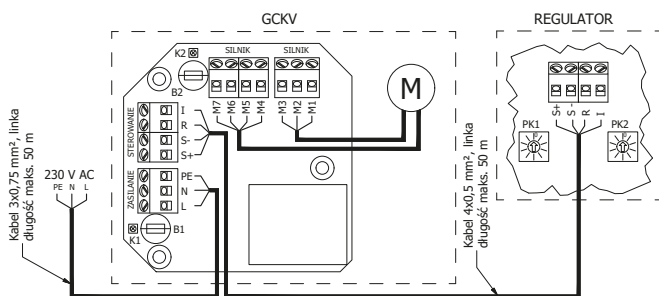 GCKV
REGULATOR
K2
B2
SILNIK
SILNIK
M7
M6
M5
M4
M3
M2
M1
M
STEROWANIE
I
R
S-
S+
ZASILANIE
PE
N
L
K1
B1
230 V AC
PE N L
Kabel 3x0,75 mm², linka
długość maks. 50 m
S+
S -
R
I
PK1
PK2
Kabel 4x0,5 mm², linka
długość maks. 50 m